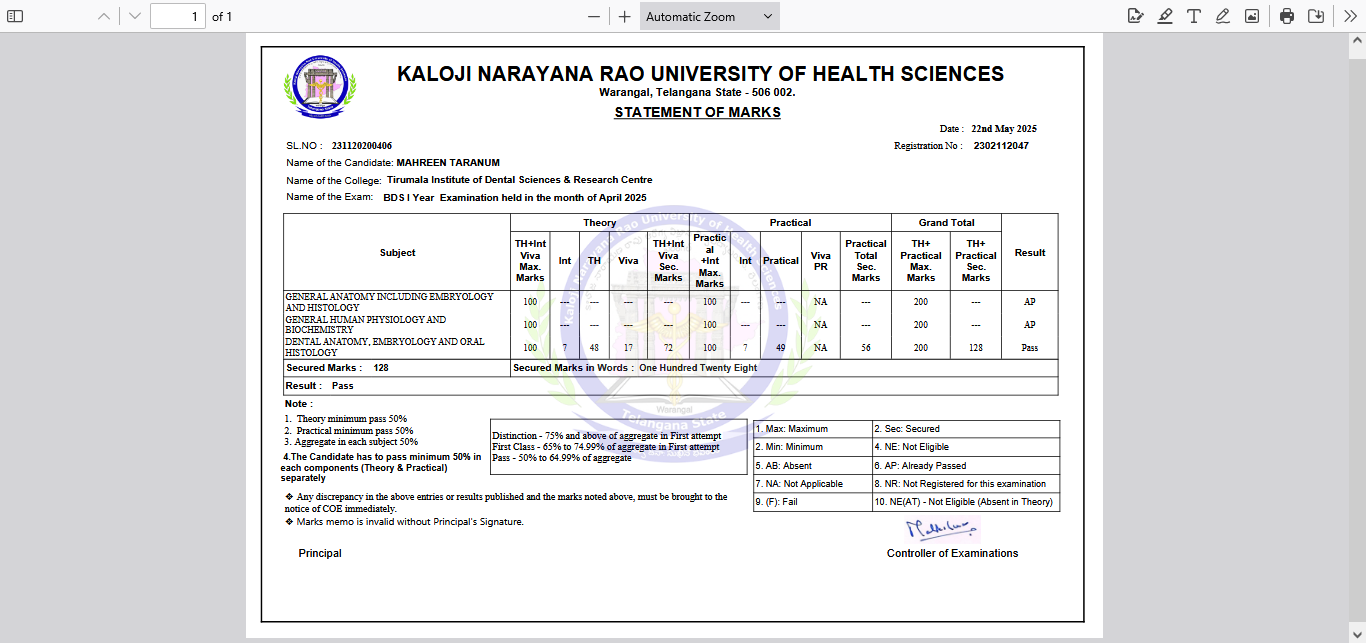 1 of 1
Automatic Zoom
KALOJI NARAYANA RAO UNIVERSITY OF HEALTH SCIENCES
Warangal, Telangana State - 506 002.
STATEMENT OF MARKS
Date : 22nd May 2025
SL.NO : 231120200406
Registration No : 2302112047
Name of the Candidate: MAHREEN TARANUM
Name of the College: Tirumala Institute of Dental Sciences & Research Centre
Name of the Exam: BDS I Year Examination held in the month of April 2025
Subject Theory Practical Grand Total Result
TH+Int Viva Max. Marks Int TH Viva TH+Int Viva Sec. Marks Practic al +Int Max. Marks Int Pratical Viva PR Practical Total Sec. Marks TH+ Practical Max. Marks TH+ Practical Sec. Marks
GENERAL ANATOMY INCLUDING EMBRYOLOGY AND HISTOLOGY 100 --- --- --- --- 100 --- --- NA --- 200 --- AP
GENERAL HUMAN PHYSIOLOGY AND BIOCHEMISTRY 100 --- --- --- --- 100 --- --- NA --- 200 --- AP
DENTAL ANATOMY, EMBRYOLOGY AND ORAL HISTOLOGY 100 7 48 17 72 100 7 49 NA 56 200 128 Pass
Secured Marks : 128 Secured Marks in Words : One Hundred Twenty Eight
Result : Pass
Note :
1. Theory minimum pass 50%
2. Practical minimum pass 50%
3. Aggregate in each subject 50%
4.The Candidate has to pass minimum 50% in
each components (Theory & Practical)
separately
Distinction - 75% and above of aggregate in First attempt
First Class - 65% to 74.99% of aggregate in First attempt
Pass - 50% to 64.99% of aggregate
1. Max: Maximum 2. Sec: Secured
2. Min: Minimum 4. NE: Not Eligible
5. AB: Absent 6. AP: Already Passed
7. NA: Not Applicable 8. NR: Not Registered for this examination
9. (F): Fail 10. NE(AT) - Not Eligible (Absent in Theory)
❖ Any discrepancy in the above entries or results published and the marks noted above, must be brought to the
notice of COE immediately.
❖ Marks memo is invalid without Principal's Signature.
Principal
Controller of Examinations
Kaloji Narayana Rao University of Health Sciences
Warangal
Telangana State